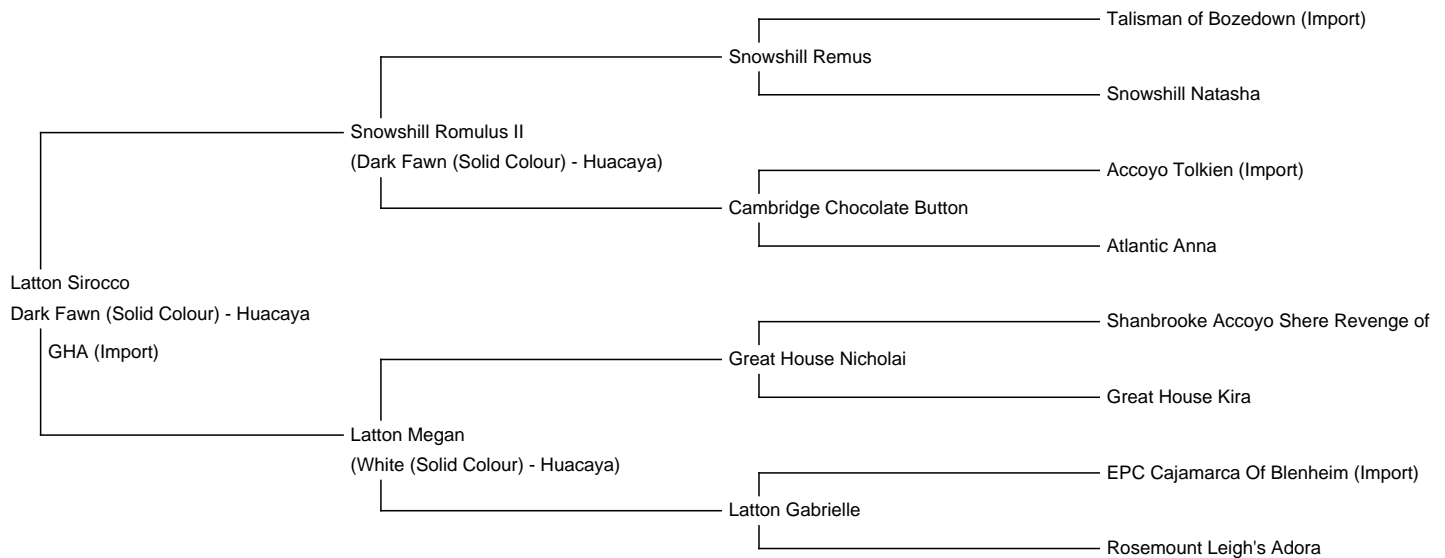 Talisman of Bozedown (Import)
Snowshill Remus
Snowshill Natasha
Snowshill Romulus II
(Dark Fawn (Solid Colour) - Huacaya)
Accoyo Tolkien (Import)
Cambridge Chocolate Button
Atlantic Anna
Latton Sirocco
Dark Fawn (Solid Colour) - Huacaya
GHA (Import)
Shanbrooke Accoyo Shere Revenge of
Great House Nicholai
Great House Kira
Latton Megan
(White (Solid Colour) - Huacaya)
EPC Cajamarca Of Blenheim (Import)
Latton Gabrielle
Rosemount Leigh's Adora